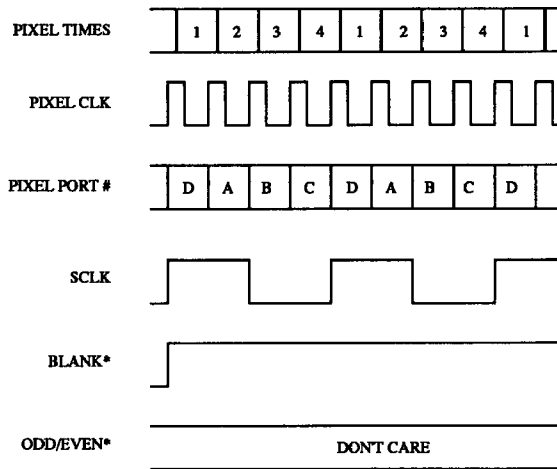 PIXEL TIMES 1 2 3 4 1 2 3 4 1
PIXEL CLK
PIXEL PORT # D A B C D A B C D
SCLK
BLANK*
ODD/EVEN* DON'T CARE